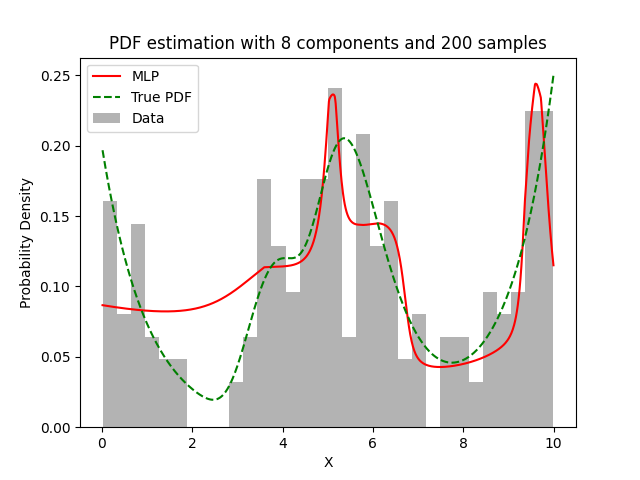 PDF estimation with 8 components and 200 samples
MLP
True PDF
Data
Probability Density
0.25
0.20
0.15
0.10
0.05
0.00
0 2 4 6 8 10
X